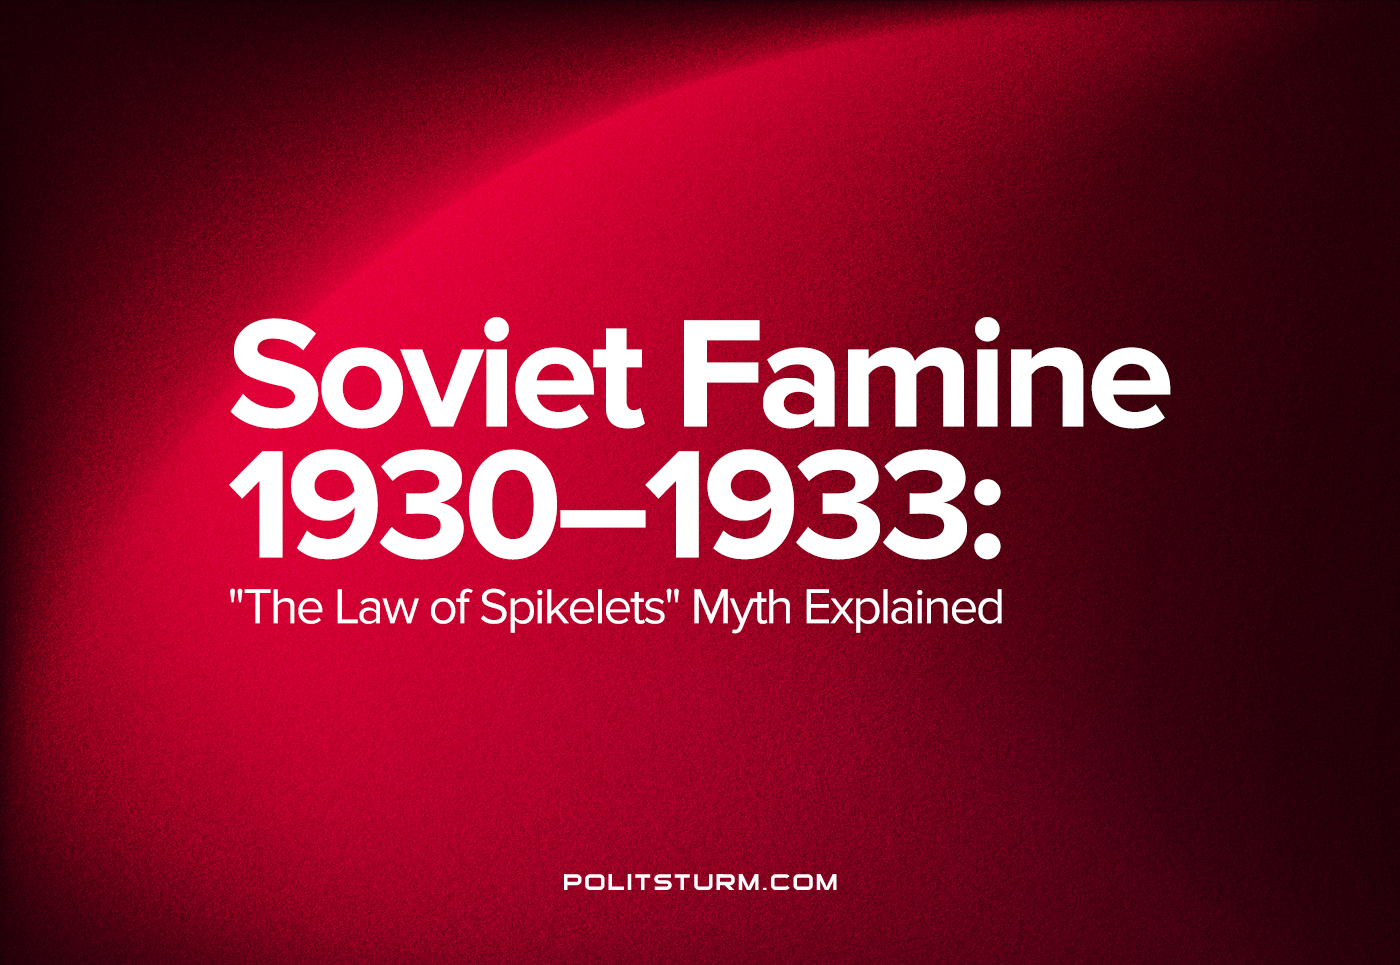 Soviet Famine
1930–1933:
"The Law of Spikelets" Myth Explained
POLITSTURM.COM